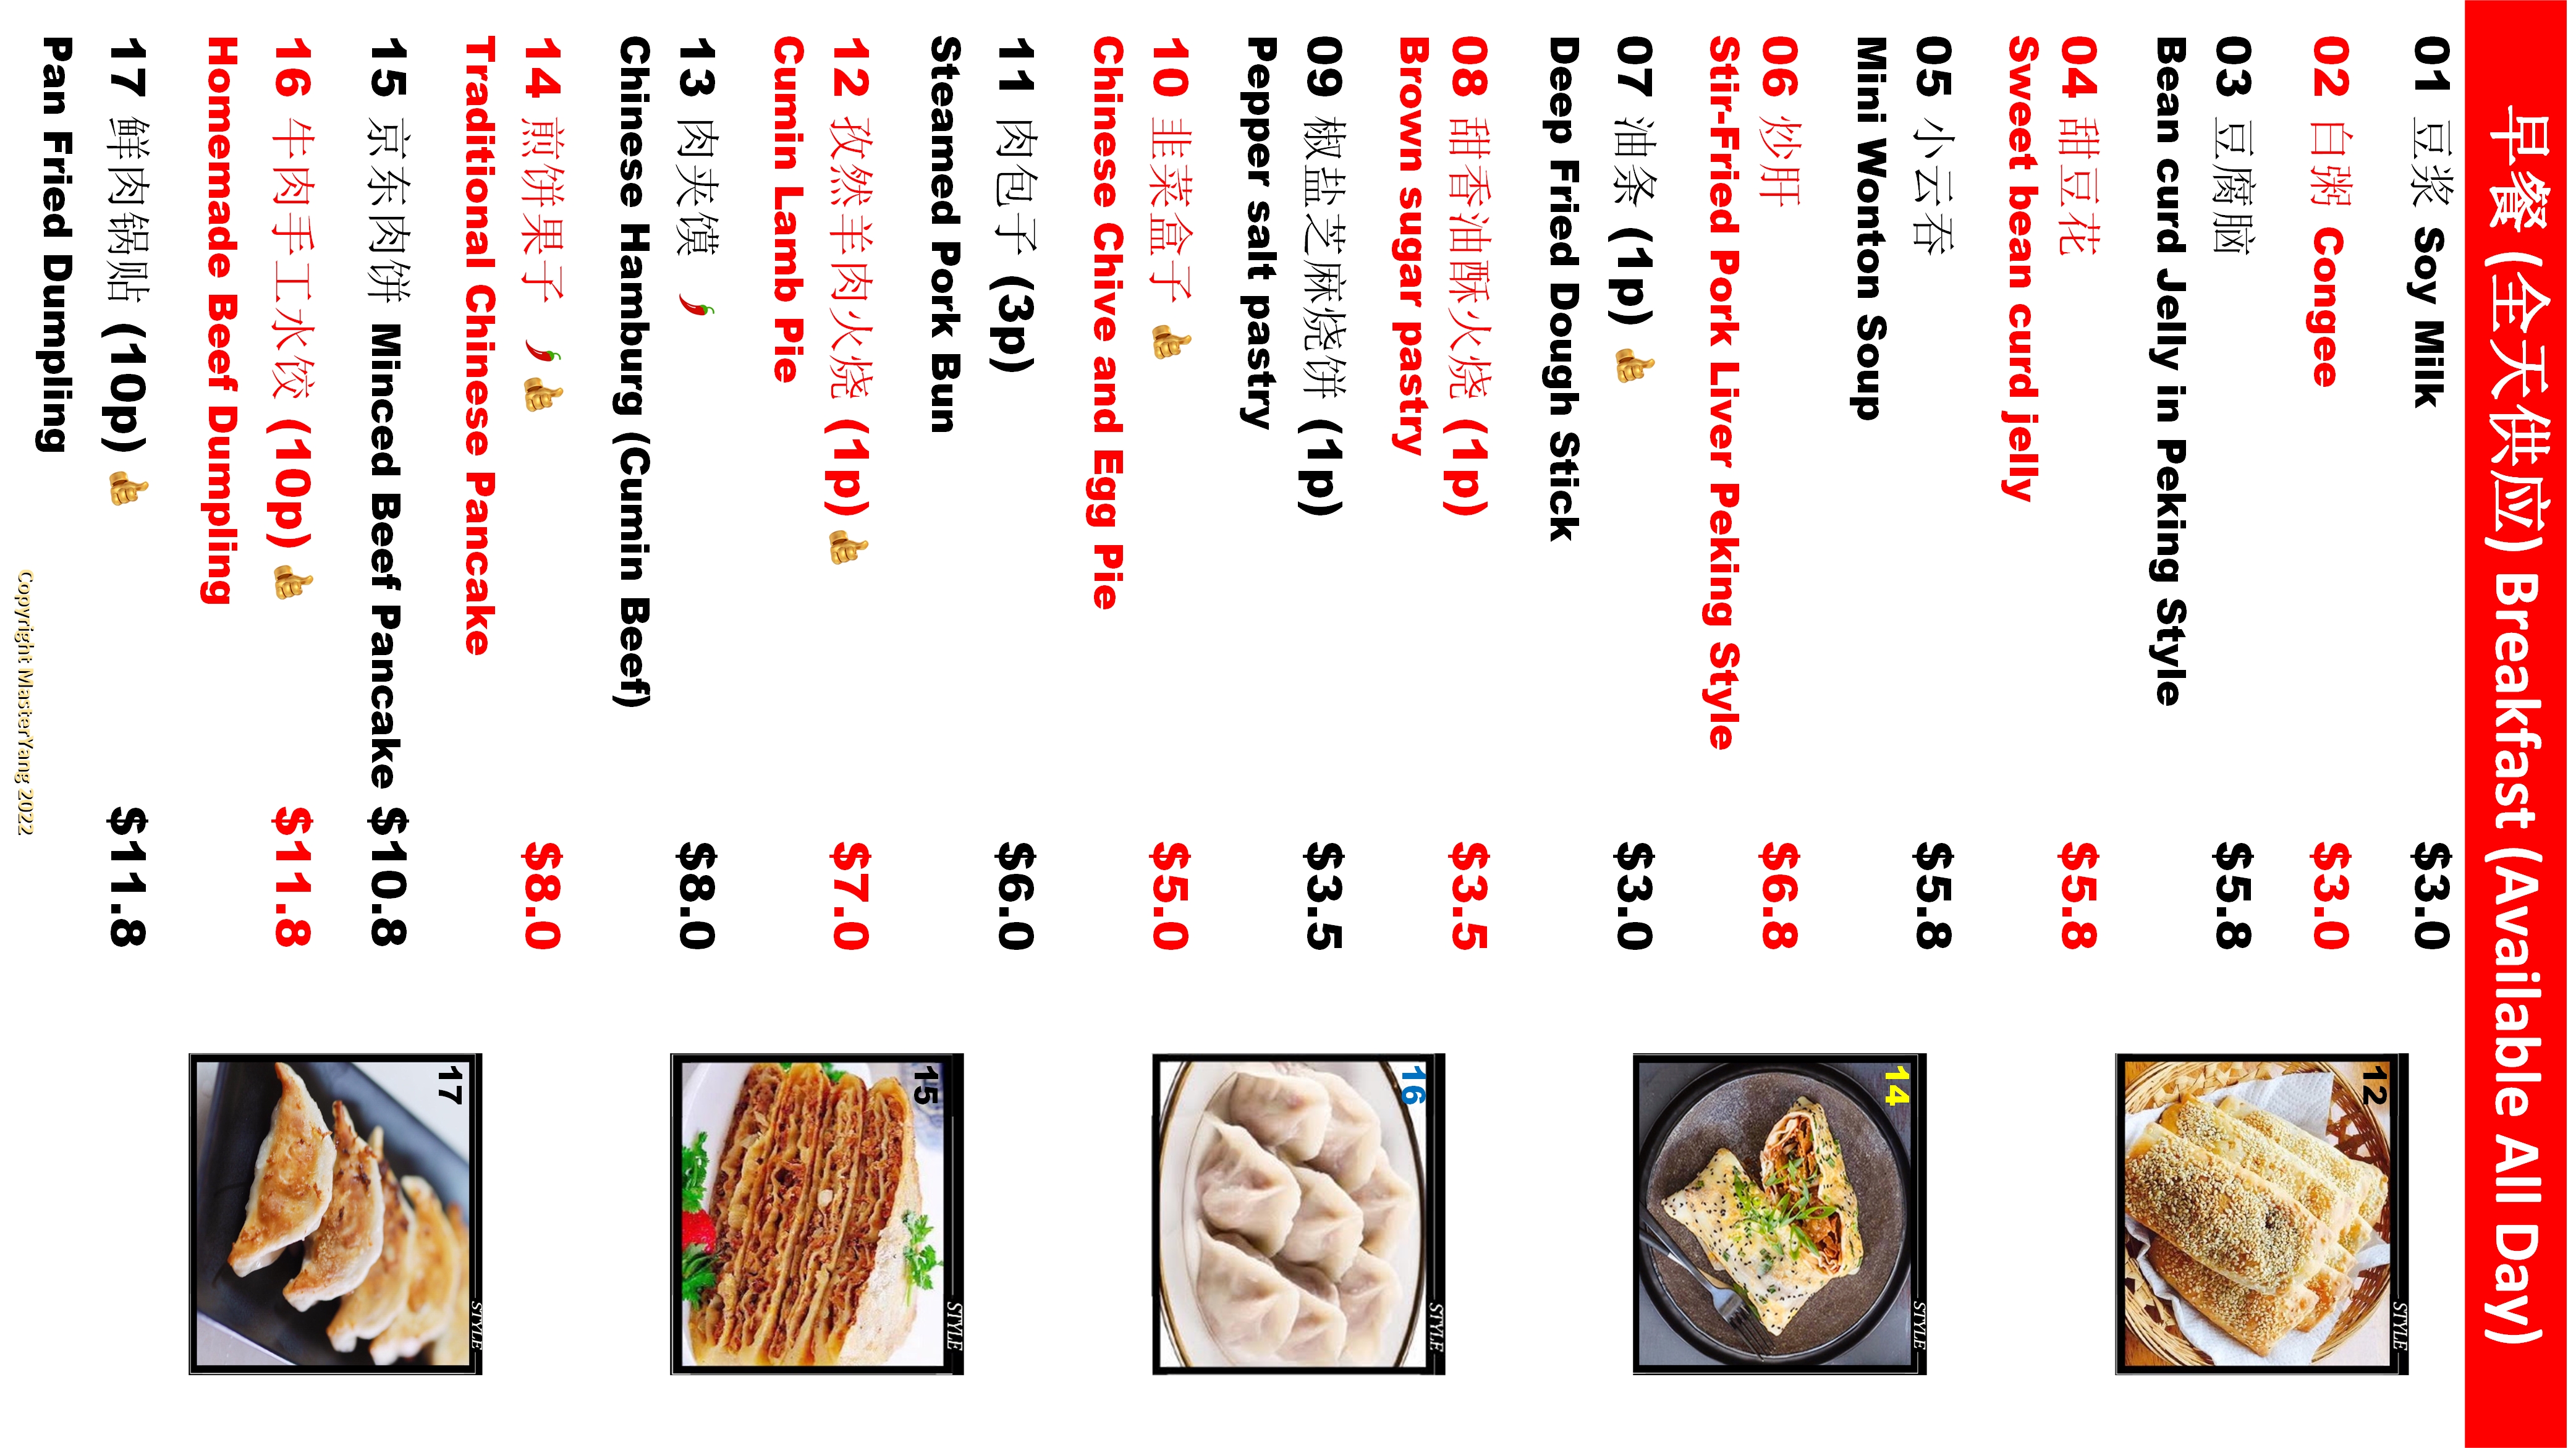 早餐 (全天供应) Breakfast (Available All Day)
01 豆浆 Soy Milk $3.0
02 白粥 Congee $3.0
03 豆腐脑 $5.8
Bean curd Jelly in Peking Style
04 甜豆花 $5.8
Sweet bean curd jelly
05 小云吞 $5.8
Mini Wonton Soup
06 炒肝 $6.8
Stir-Fried Pork Liver Peking Style
07 油条 (1p) 👍 $3.0
Deep Fried Dough Stick
08 甜香油酥火烧 (1p) $3.5
Brown sugar pastry
09 椒盐芝麻烧饼 (1p) $3.5
Pepper salt pastry
10 韭菜盒子 👍 $5.0
Chinese Chive and Egg Pie
11 肉包子 (3p) $6.0
Steamed Pork Bun
12 孜然羊肉火烧 (1p) 👍 $7.0
Cumin Lamb Pie
13 肉夹馍 🌶 $8.0
Chinese Hamburg (Cumin Beef)
14 煎饼果子 🌶👍 $8.0
Traditional Chinese Pancake
15 京东肉饼 Minced Beef Pancake $10.8
16 牛肉手工水饺 (10p) 👍 $11.8
Homemade Beef Dumpling
17 鲜肉锅贴 (10p) 👍 $11.8
Pan Fried Dumpling
Copyright MasterYang 2022
12
STYLE
14
STYLE
16
STYLE
15
STYLE
17
STYLE